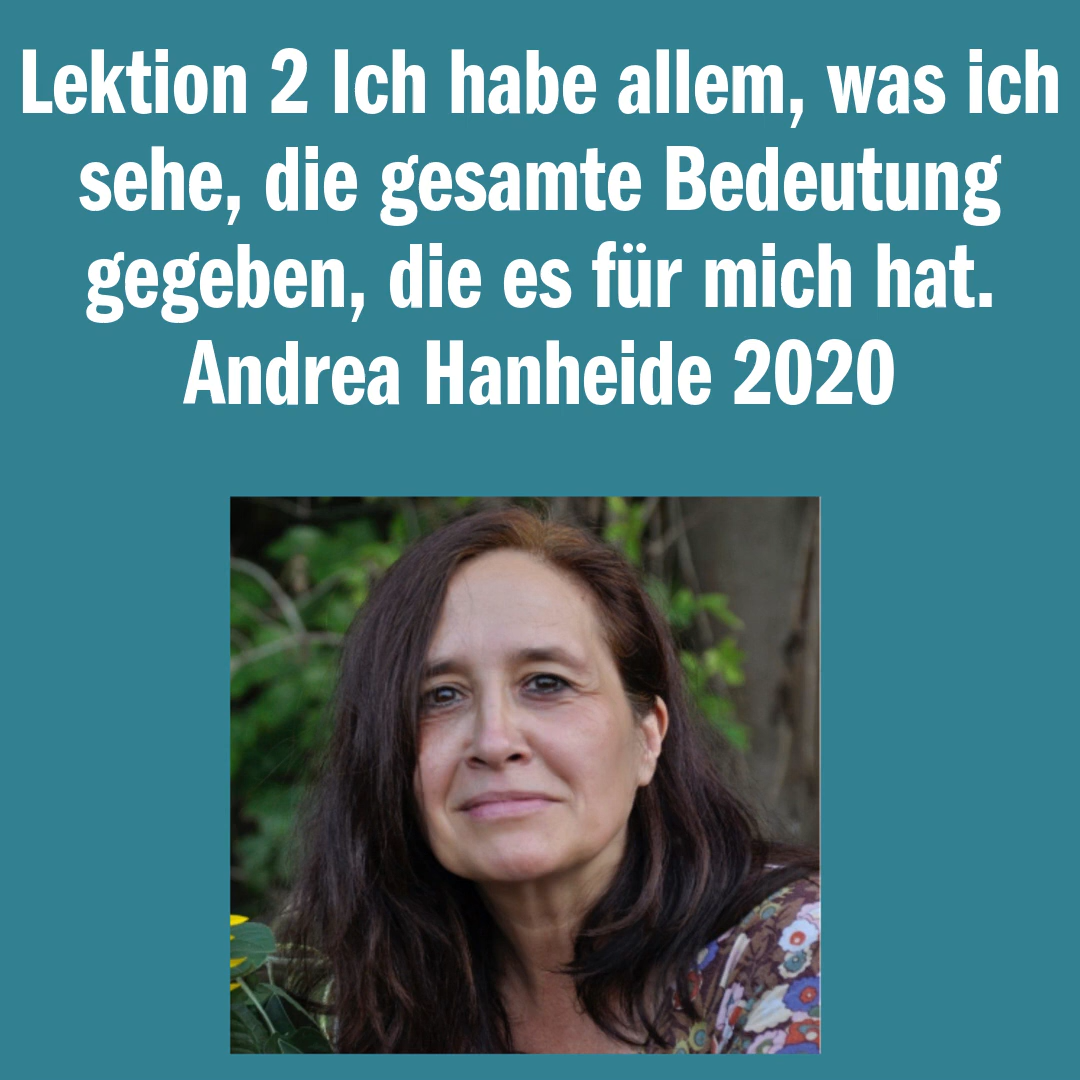 Lektion 2 Ich habe allem, was ich
sehe, die gesamte Bedeutung
gegeben, die es für mich hat.
Andrea Hanheide 2020